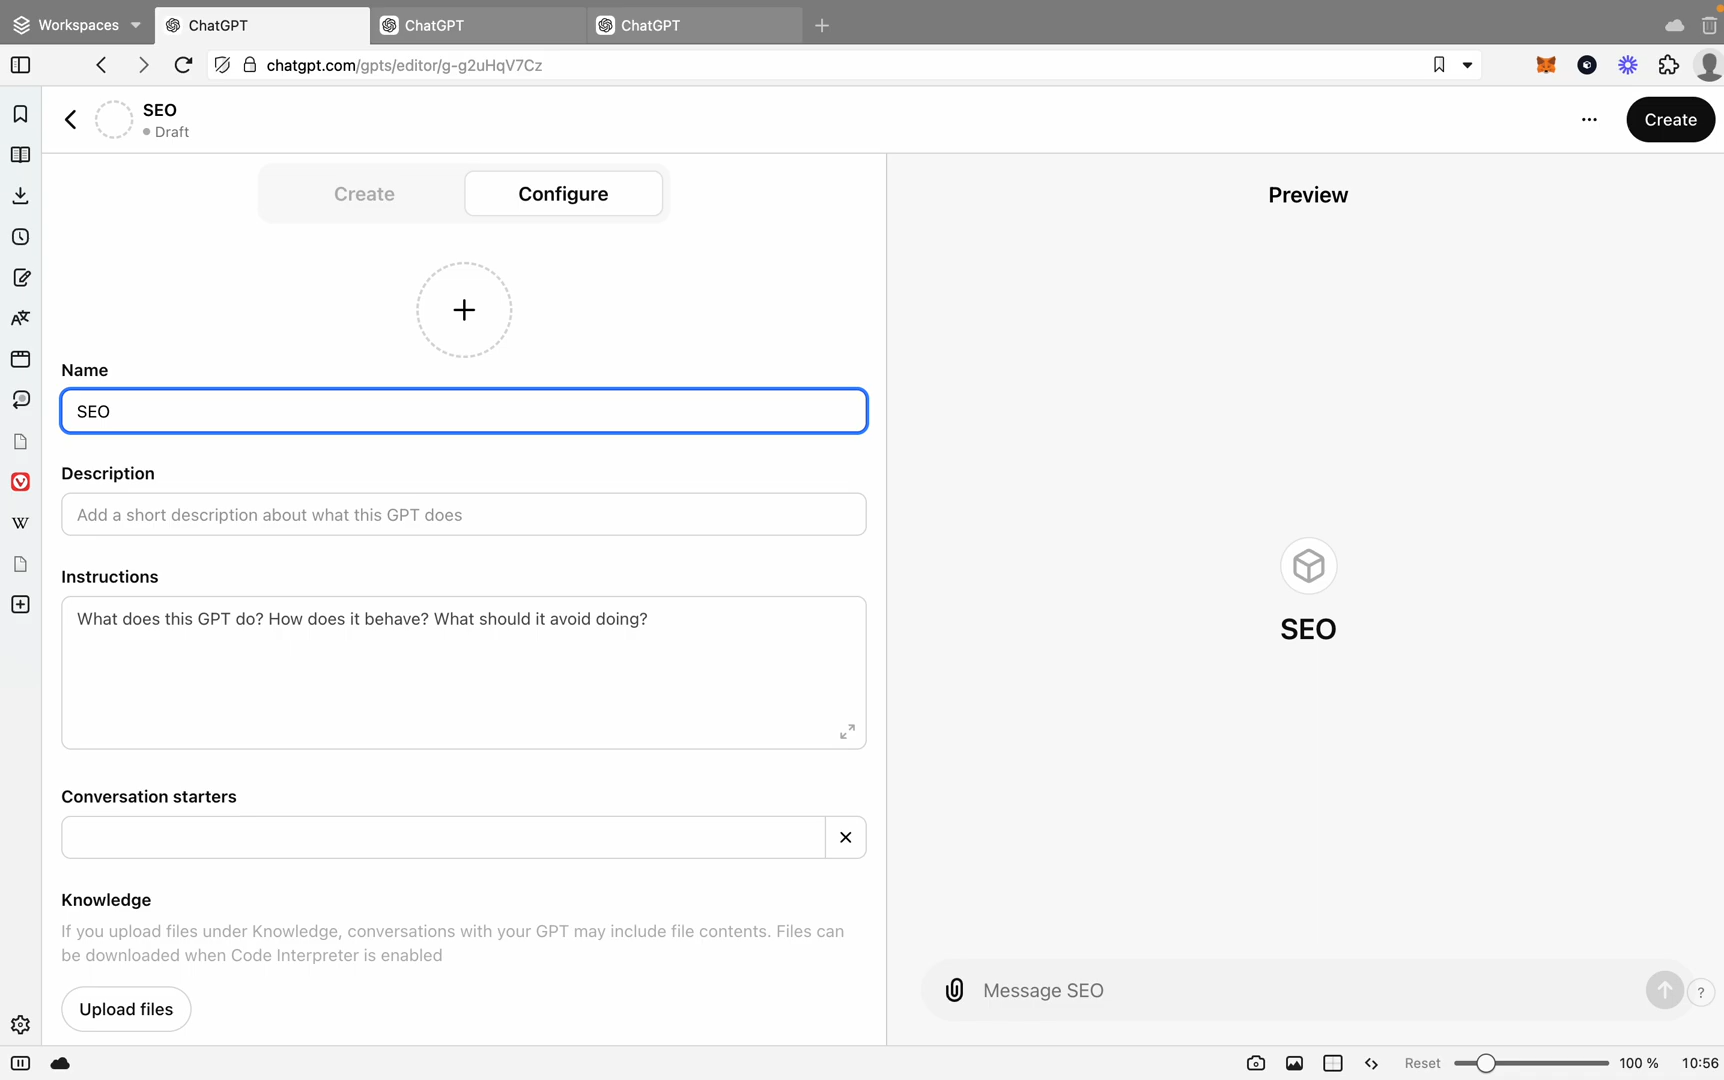 Workspaces
ChatGPT
ChatGPT
ChatGPT
chatgpt.com/gpts/editor/g-g2uHqV7Cz
SEO
Draft
Create
Create
Configure
Preview
Name
SEO
Description
Add a short description about what this GPT does
Instructions
What does this GPT do? How does it behave? What should it avoid doing?
SEO
Conversation starters
Knowledge
If you upload files under Knowledge, conversations with your GPT may include file contents. Files can
be downloaded when Code Interpreter is enabled
Upload files
Message SEO
?
W
Reset
100 %
10:56